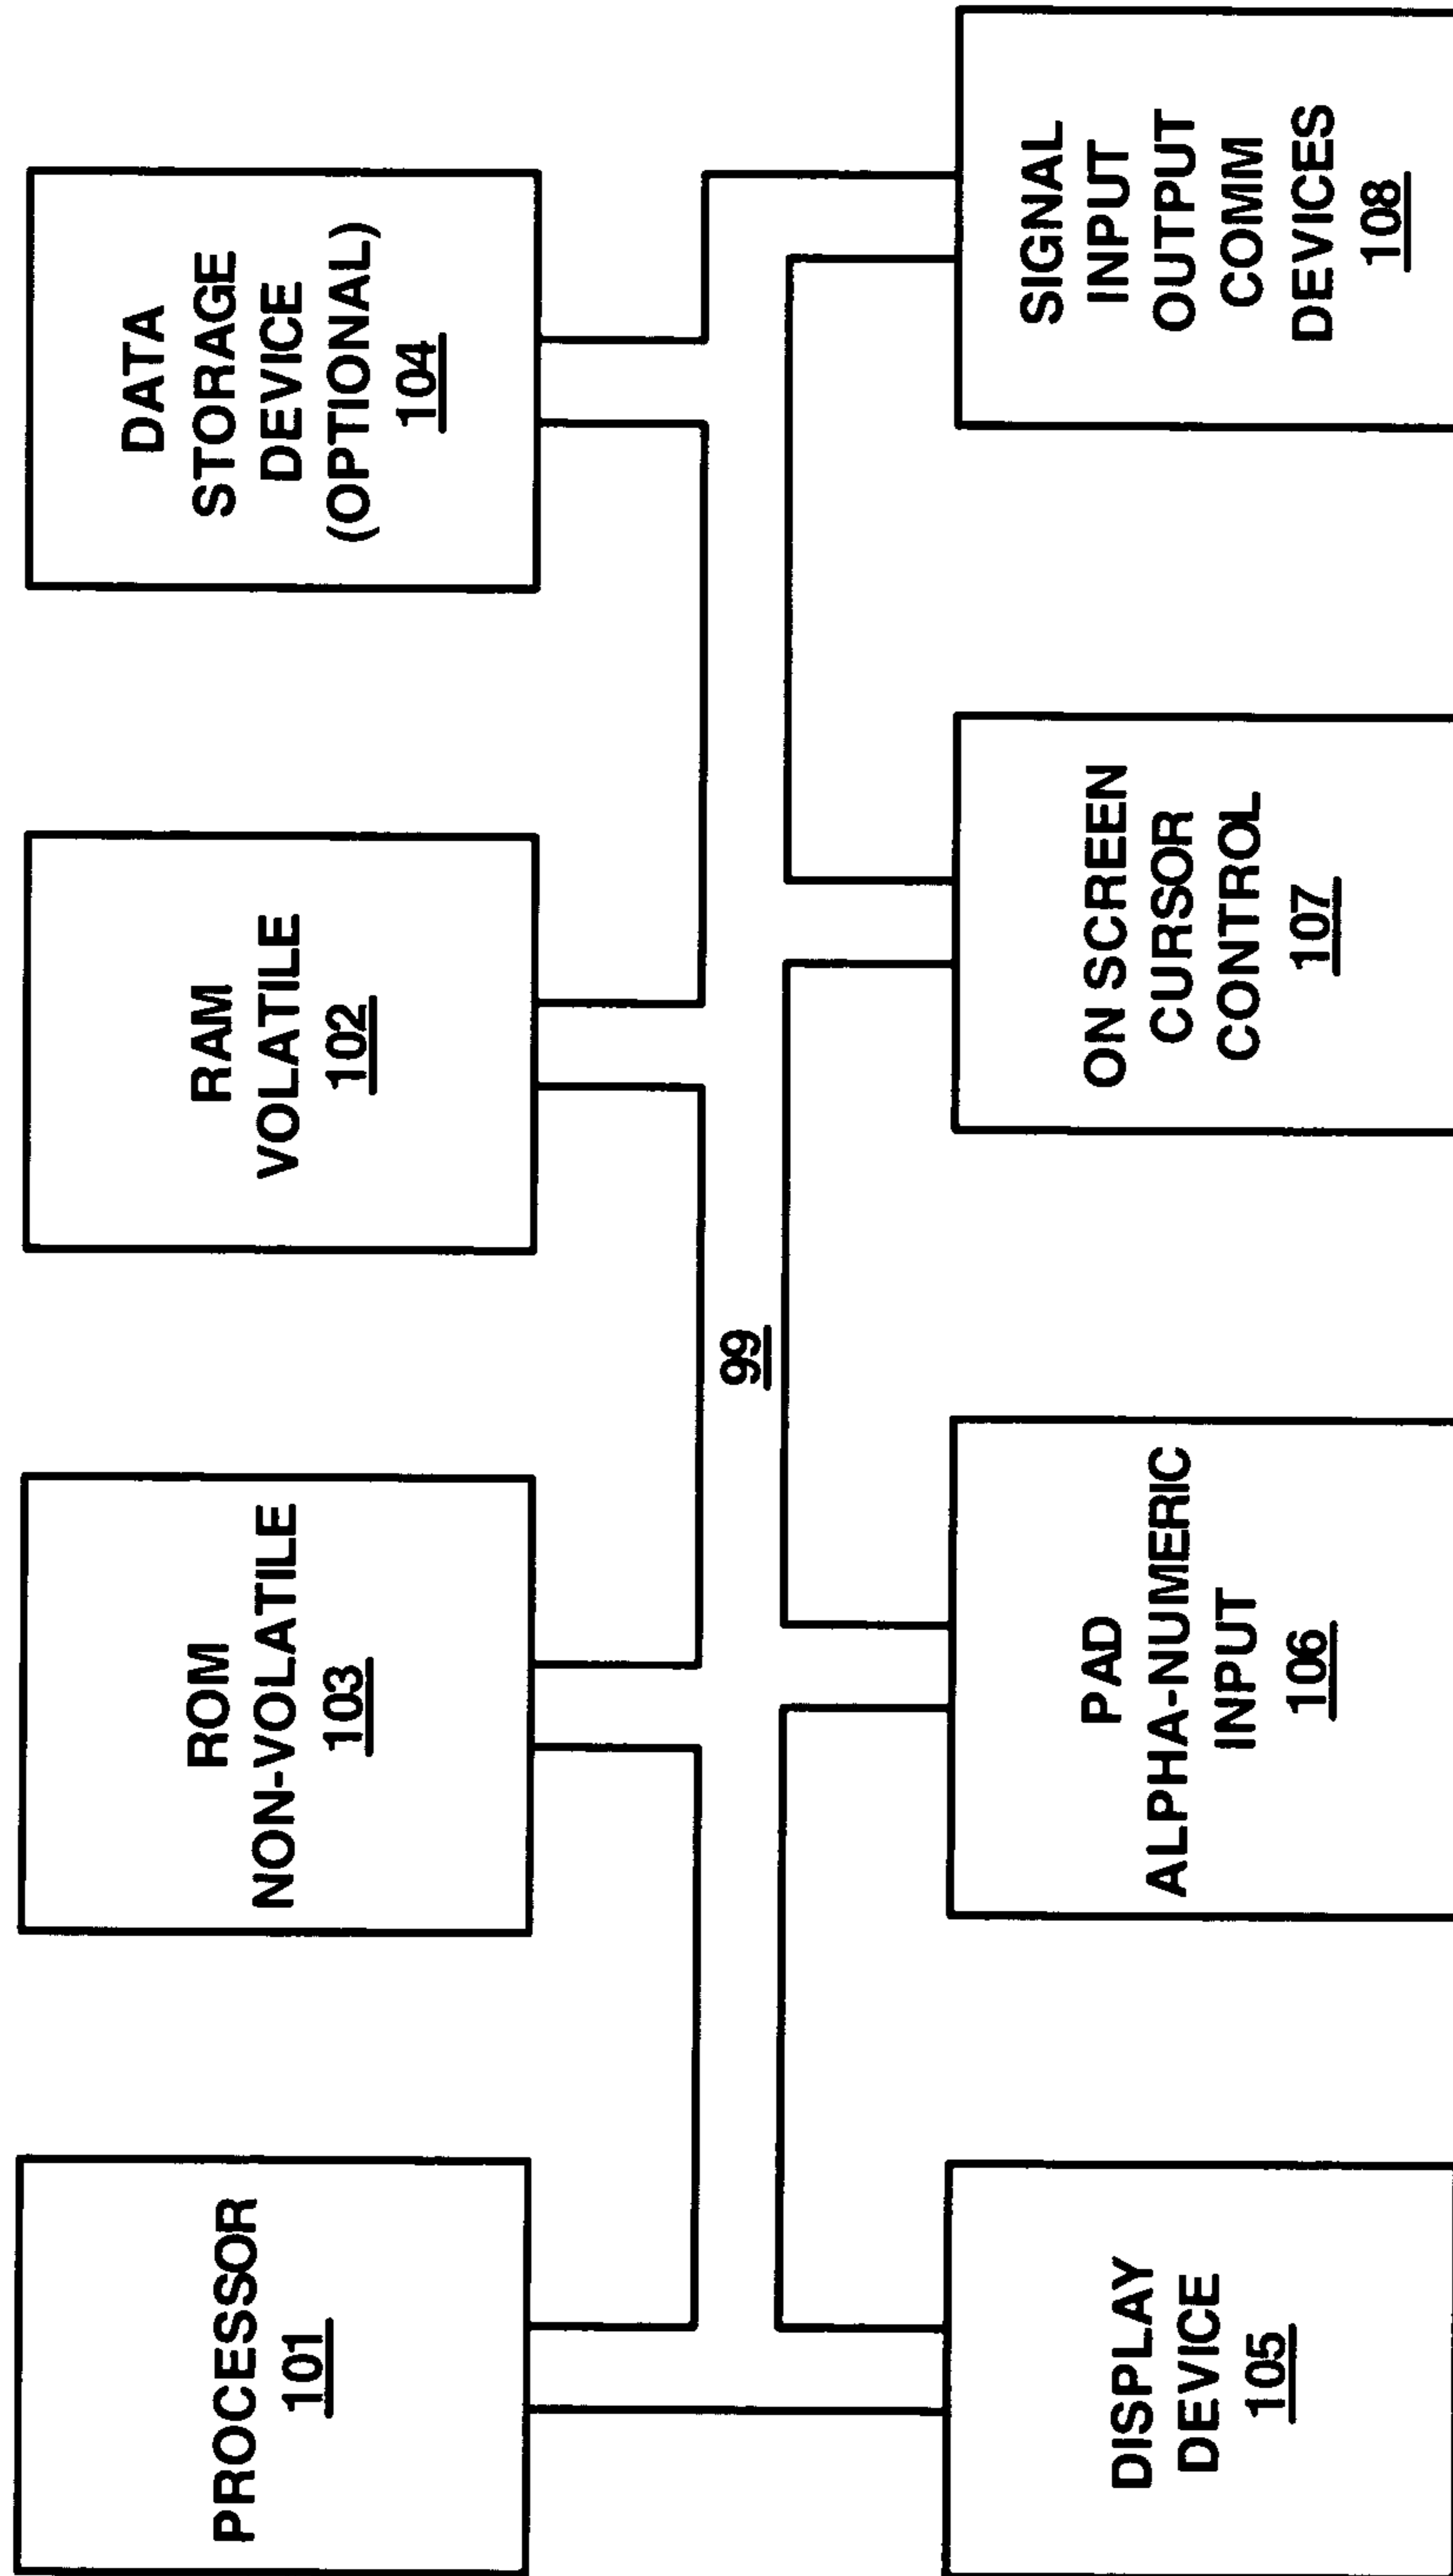 PROCESSOR
101
ROM
NON-VOLATILE
103
RAM
VOLATILE
102
DATA
STORAGE
DEVICE
(OPTIONAL)
104
99
DISPLAY
DEVICE
105
PAD
ALPHA-NUMERIC
INPUT
106
ON SCREEN
CURSOR
CONTROL
107
SIGNAL
INPUT
OUTPUT
COMM
DEVICES
108